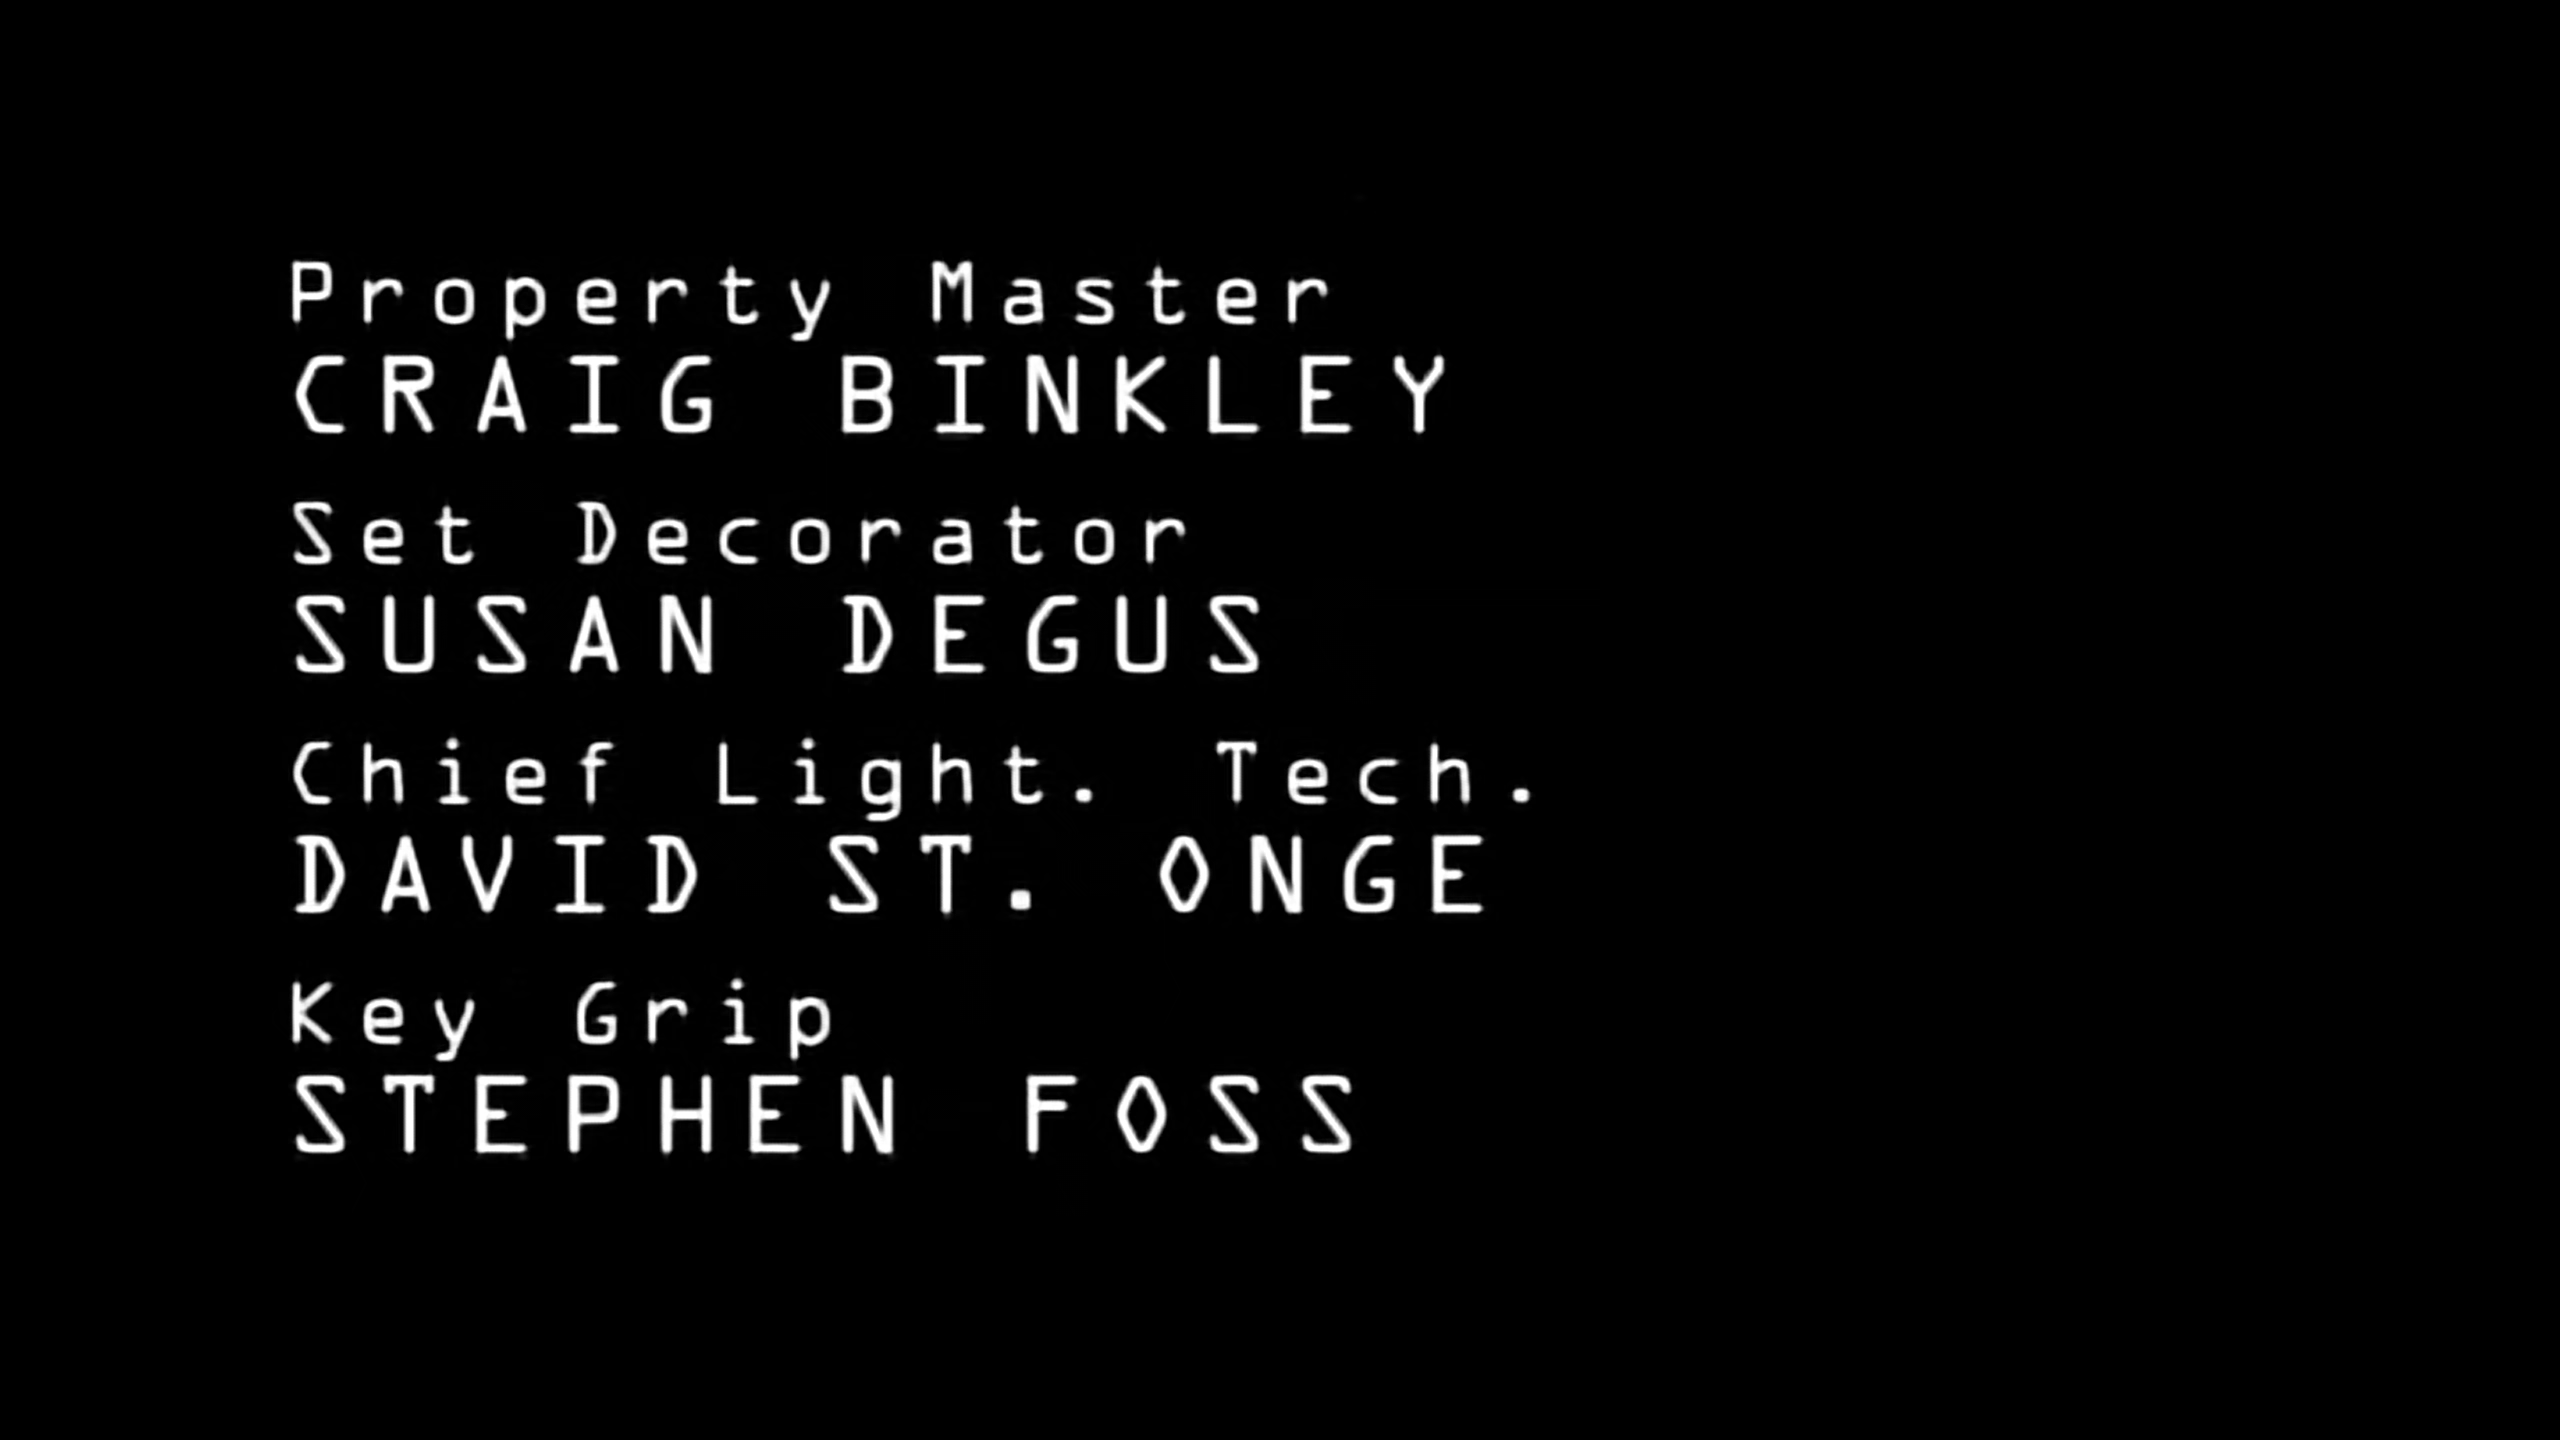 Property Master
CRAIG BINKLEY
Set Decorator
SUSAN DEGUS
Chief Light. Tech.
DAVID ST. ONGE
Key Grip
STEPHEN FOSS